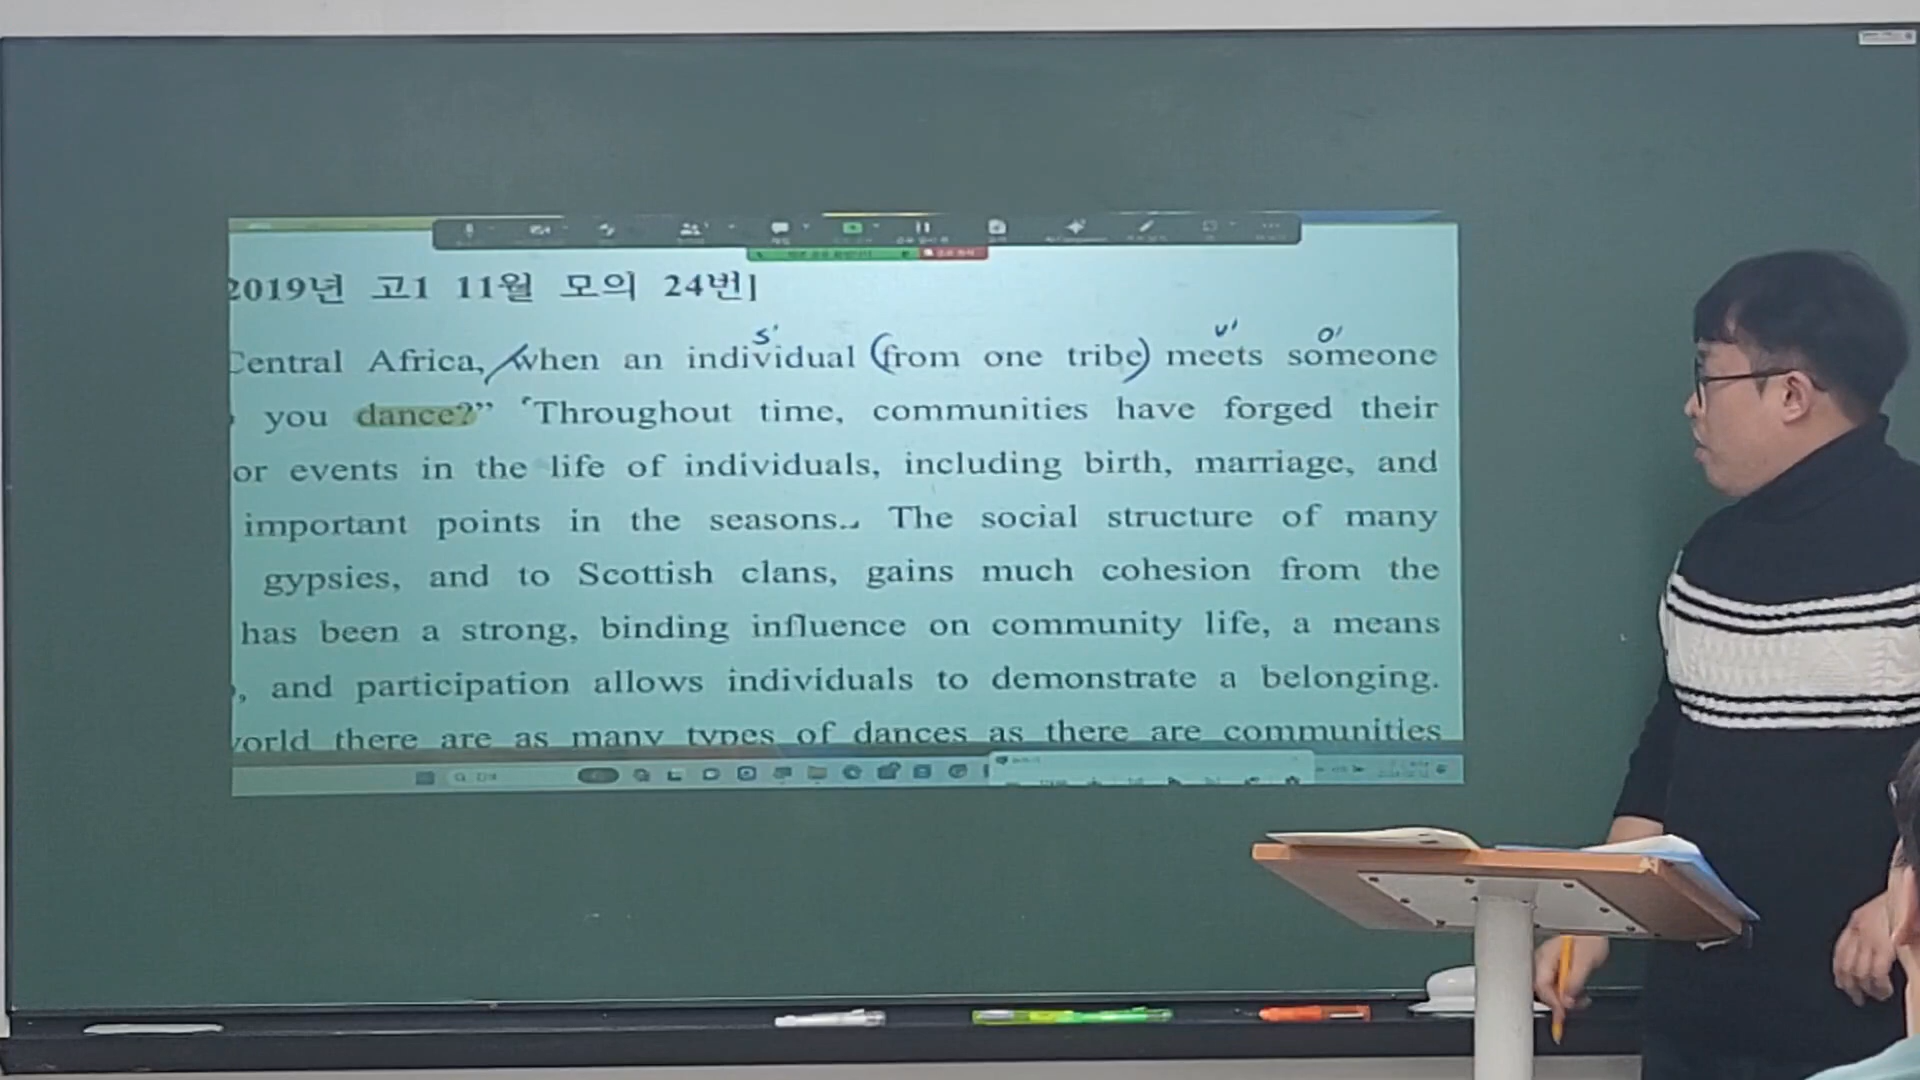 2019년 고1 11월 모의 24번]
S' v' o'
Central Africa, when an individual (from one tribe) meets someone
you dance?” “Throughout time, communities have forged their
or events in the life of individuals, including birth, marriage, and
important points in the seasons. The social structure of many
gypsies, and to Scottish clans, gains much cohesion from the
has been a strong, binding influence on community life, a means
, and participation allows individuals to demonstrate a belonging.
world there are as many types of dances as there are communities